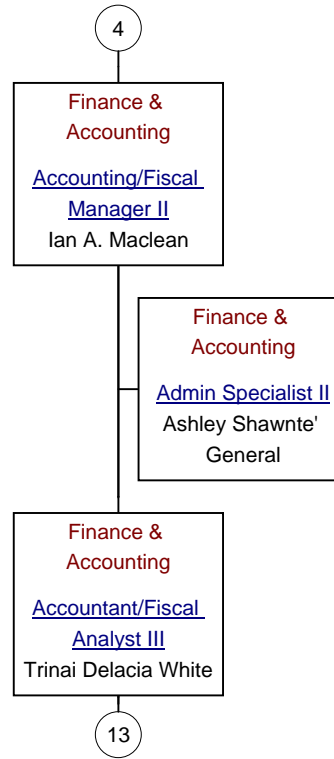 4
Finance &
Accounting
Accounting/Fiscal
Manager II
Ian A. Maclean
Finance &
Accounting
Admin Specialist II
Ashley Shawnte'
General
Finance &
Accounting
Accountant/Fiscal
Analyst III
Trinai Delacia White
13